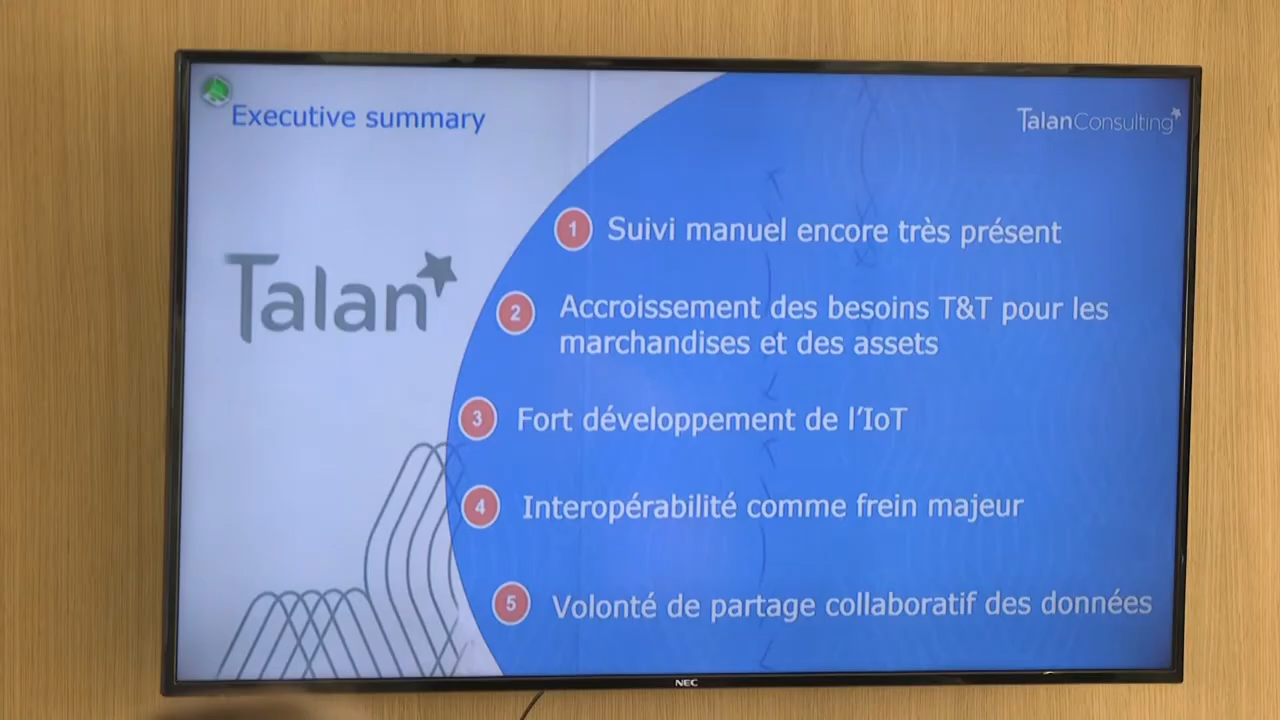 Executive summary
TalanConsulting
Talan
1 Suivi manuel encore très présent
2 Accroissement des besoins T&T pour les
marchandises et des assets
3 Fort développement de l'IoT
4 Interopérabilité comme frein majeur
5 Volonté de partage collaboratif des données
NEC